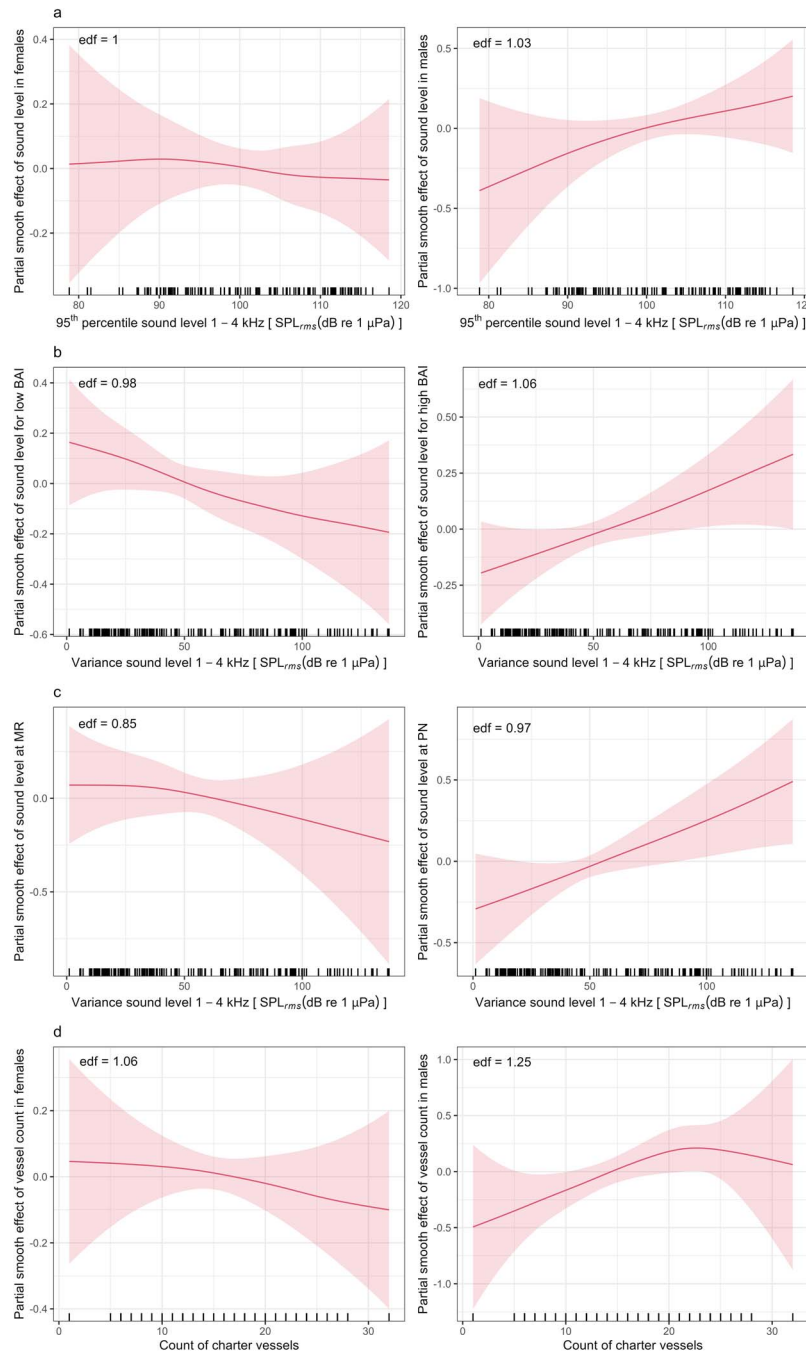 a
edf = 1
Partial smooth effect of sound level in females
0.4
0.2
0.0
-0.2
80 90 100 110 120
95th percentile sound level 1 – 4 kHz [ SPLrms(dB re 1 μPa) ]
edf = 1.03
Partial smooth effect of sound level in males
0.5
0.0
-0.5
-1.0
80 90 100 110 120
95th percentile sound level 1 – 4 kHz [ SPLrms(dB re 1 μPa) ]
b
edf = 0.98
Partial smooth effect of sound level for low BAI
0.4
0.2
0.0
-0.2
-0.4
-0.6
0 50 100
Variance sound level 1 – 4 kHz [ SPLrms(dB re 1 μPa) ]
edf = 1.06
Partial smooth effect of sound level for high BAI
0.50
0.25
0.00
-0.25
0 50 100
Variance sound level 1 – 4 kHz [ SPLrms(dB re 1 μPa) ]
c
edf = 0.85
Partial smooth effect of sound level at MR
0.0
-0.5
0 50 100
Variance sound level 1 – 4 kHz [ SPLrms(dB re 1 μPa) ]
edf = 0.97
Partial smooth effect of sound level at PN
0.5
0.0
-0.5
0 50 100
Variance sound level 1 – 4 kHz [ SPLrms(dB re 1 μPa) ]
d
edf = 1.06
Partial smooth effect of vessel count in females
0.2
0.0
-0.2
-0.4
0 10 20 30
Count of charter vessels
edf = 1.25
Partial smooth effect of vessel count in males
1.0
0.5
0.0
-0.5
-1.0
0 10 20 30
Count of charter vessels